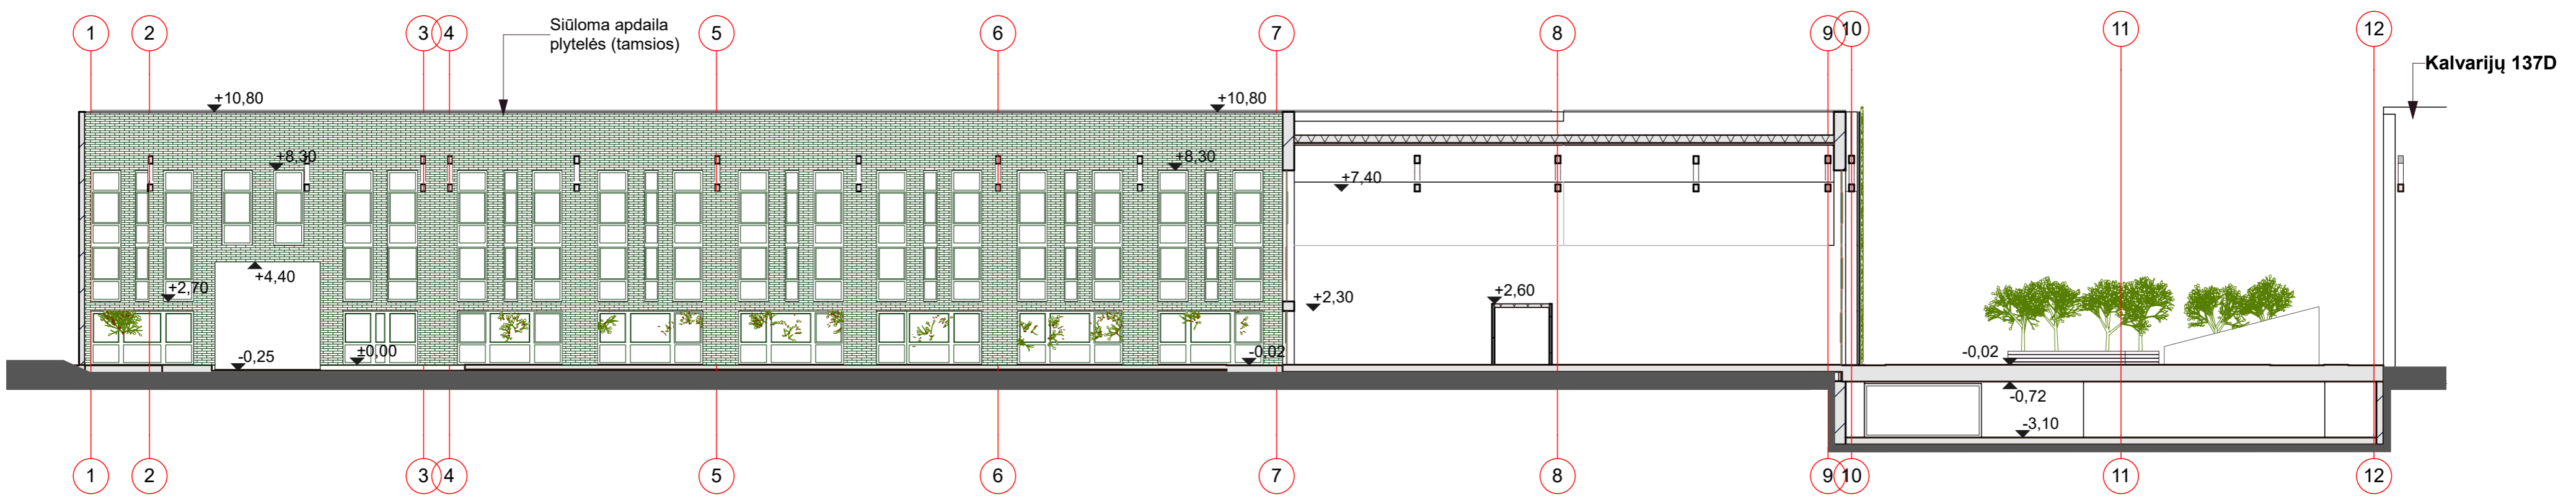 1 2 3 4 5 6 7 8 9 10 11 12
Siūloma apdaila
plytelės (tamsios)
Kalvarijų 137D
+10,80 +10,80
+8,30 +8,30
+7,40
+4,40
+2,70 +2,30 +2,60
-0,25 ±0,00 -0,02 -0,02
-0,72
-3,10
1 2 3 4 5 6 7 8 9 10 11 12